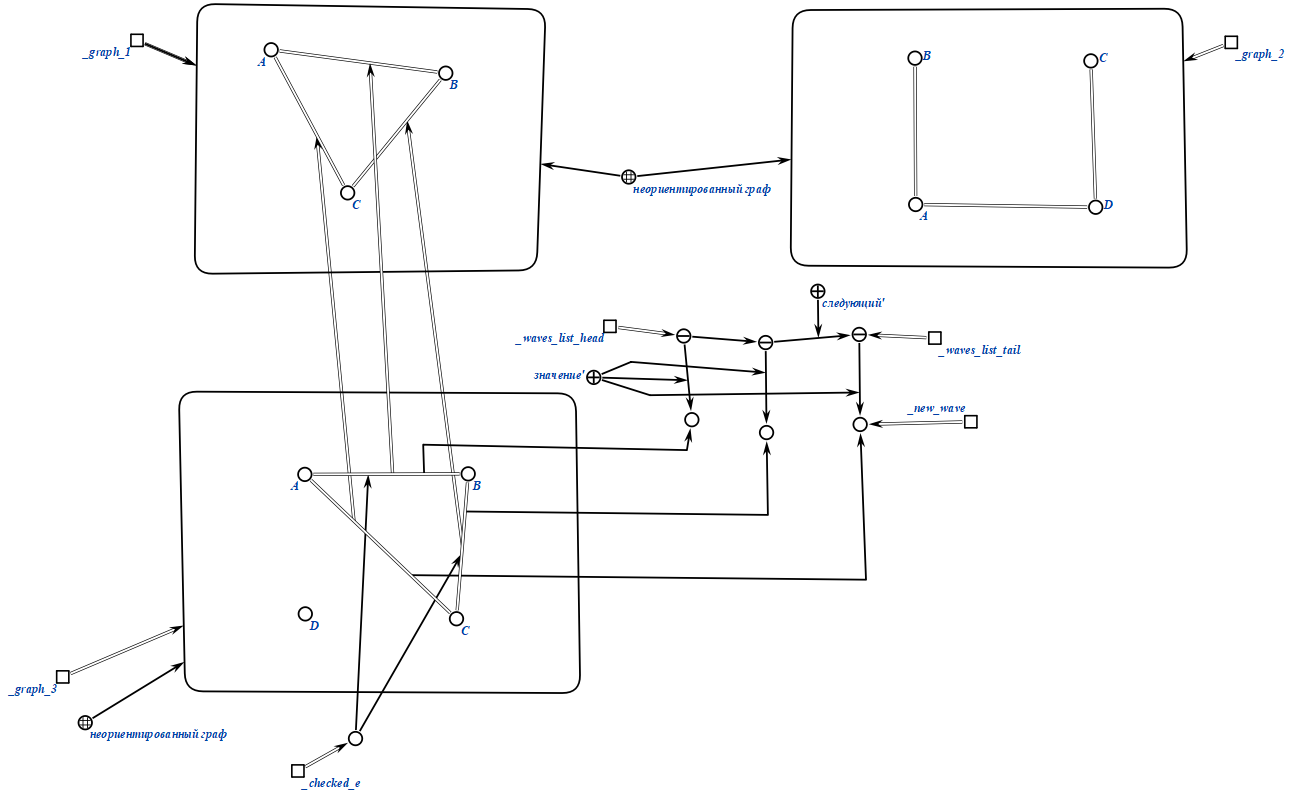 _graph_1
A
B
C
неориентированный граф
B
C
A
D
_graph_2
следующий'
_waves_list_head
_waves_list_tail
значение'
_new_wave
A
B
D
C
_graph_3
неориентированный граф
_checked_e